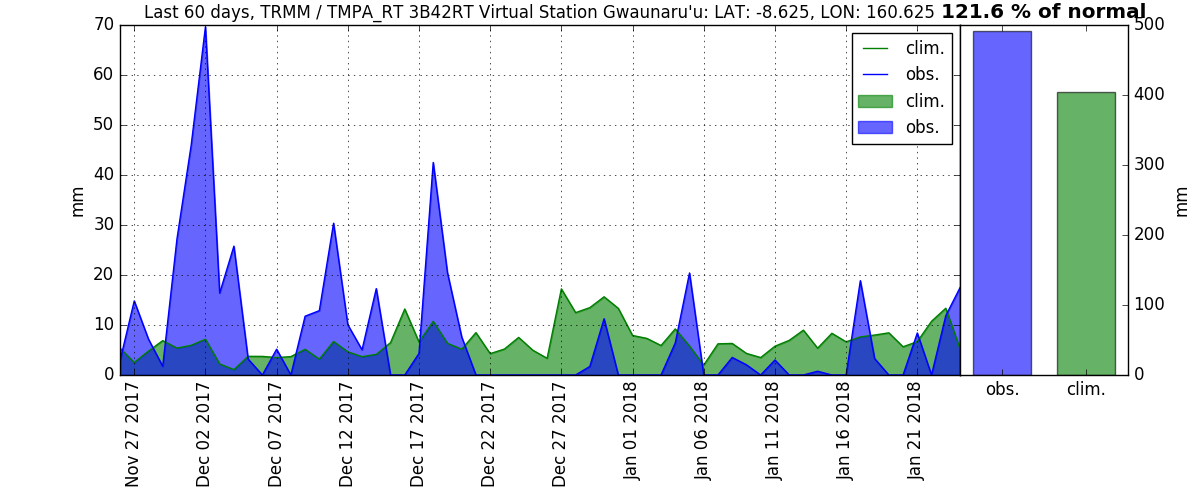 Last 60 days, TRMM / TMPA_RT 3B42RT Virtual Station Gwaunaru'u: LAT: -8.625, LON: 160.625 121.6 % of normal
70
60
50
40
30
20
10
0
mm
clim.
obs.
clim.
obs.
Nov 27 2017
Dec 02 2017
Dec 07 2017
Dec 12 2017
Dec 17 2017
Dec 22 2017
Dec 27 2017
Jan 01 2018
Jan 06 2018
Jan 11 2018
Jan 16 2018
Jan 21 2018
500
400
300
200
100
0
mm
obs.
clim.